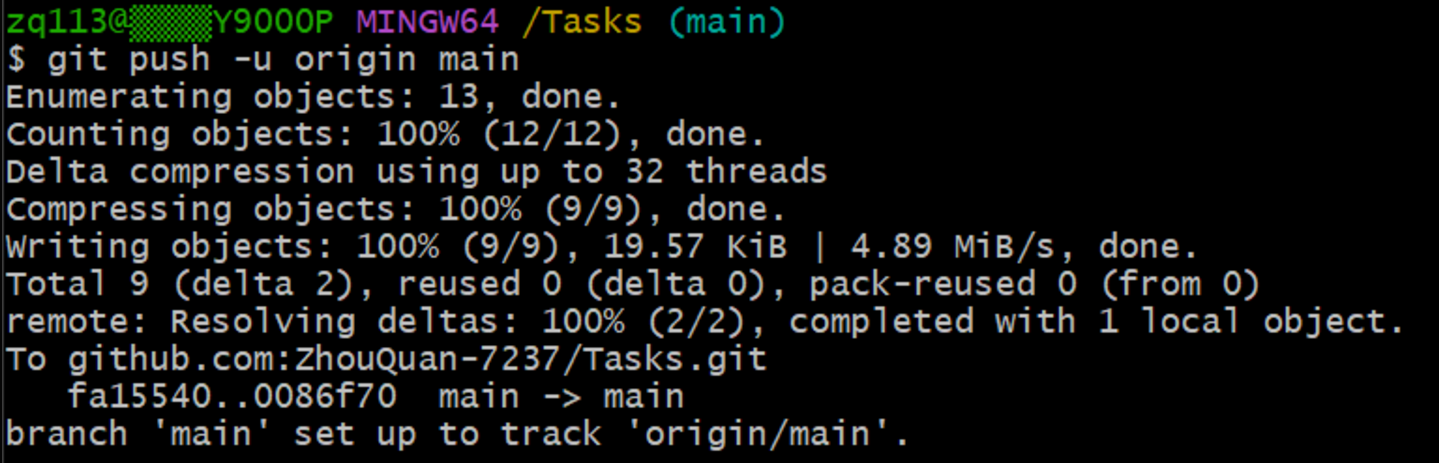 zq113@▒▒▒▒Y9000P MINGW64 /Tasks (main)
$ git push -u origin main
Enumerating objects: 13, done.
Counting objects: 100% (12/12), done.
Delta compression using up to 32 threads
Compressing objects: 100% (9/9), done.
Writing objects: 100% (9/9), 19.57 KiB | 4.89 MiB/s, done.
Total 9 (delta 2), reused 0 (delta 0), pack-reused 0 (from 0)
remote: Resolving deltas: 100% (2/2), completed with 1 local object.
To github.com:ZhouQuan-7237/Tasks.git
   fa15540..0086f70  main -> main
branch 'main' set up to track 'origin/main'.